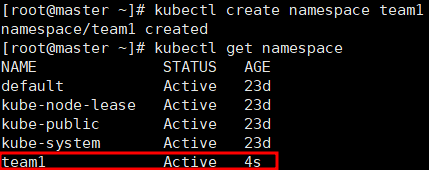 [root@master ~]# kubectl create namespace team1
namespace/team1 created
[root@master ~]# kubectl get namespace
NAME STATUS AGE
default Active 23d
kube-node-lease Active 23d
kube-public Active 23d
kube-system Active 23d
team1 Active 4s